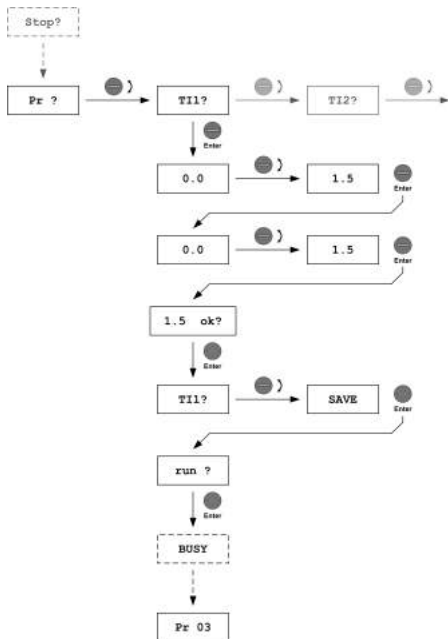 Stop?
Pr ?
TI1?
TI2?
Enter
0.0
1.5
Enter
0.0
1.5
Enter
1.5 ok?
Enter
TI1?
SAVE
Enter
run ?
Enter
BUSY
Pr 03